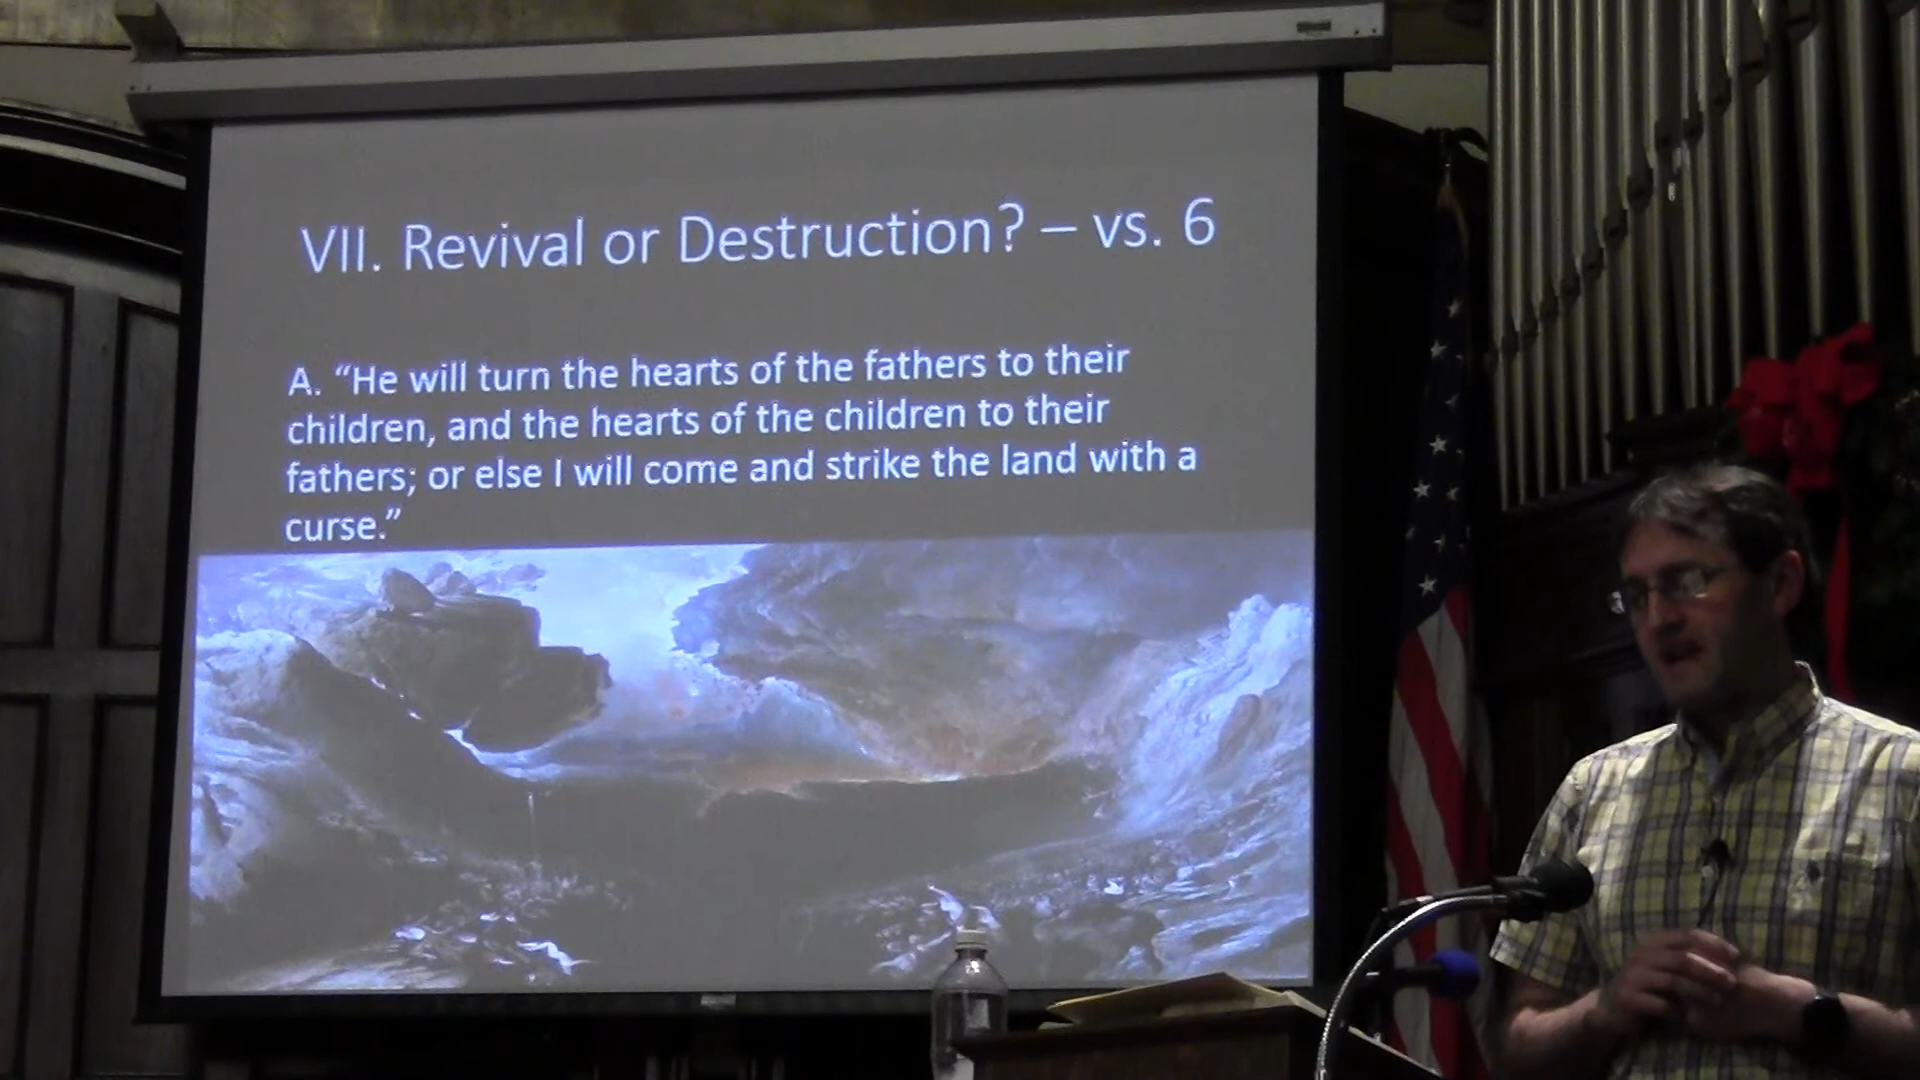 VII. Revival or Destruction? – vs. 6
A. “He will turn the hearts of the fathers to their
children, and the hearts of the children to their
fathers; or else I will come and strike the land with a
curse.”